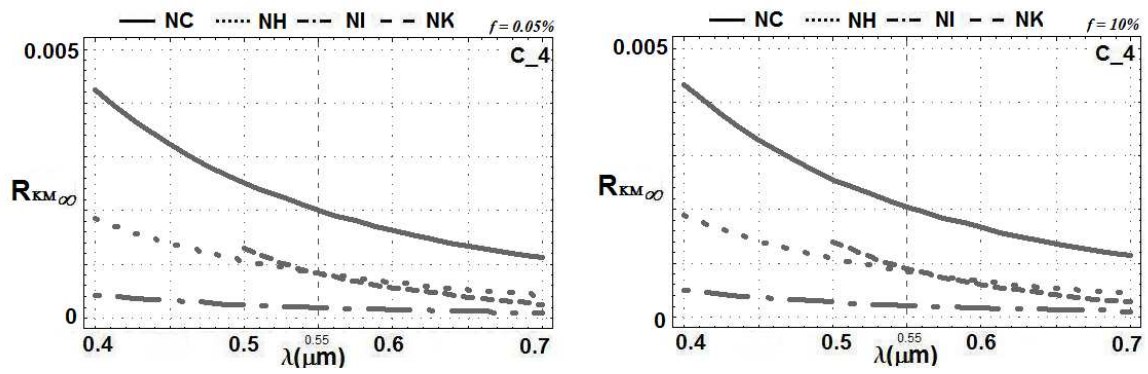 NC NH NI NK
f = 0.05%
C_4
0.005
R KM ∞
0
0.4 0.5 0.55 0.6 0.7
λ(μm)
NC NH NI NK
f = 10%
C_4
0.005
R KM ∞
0
0.4 0.5 0.55 0.6 0.7
λ(μm)